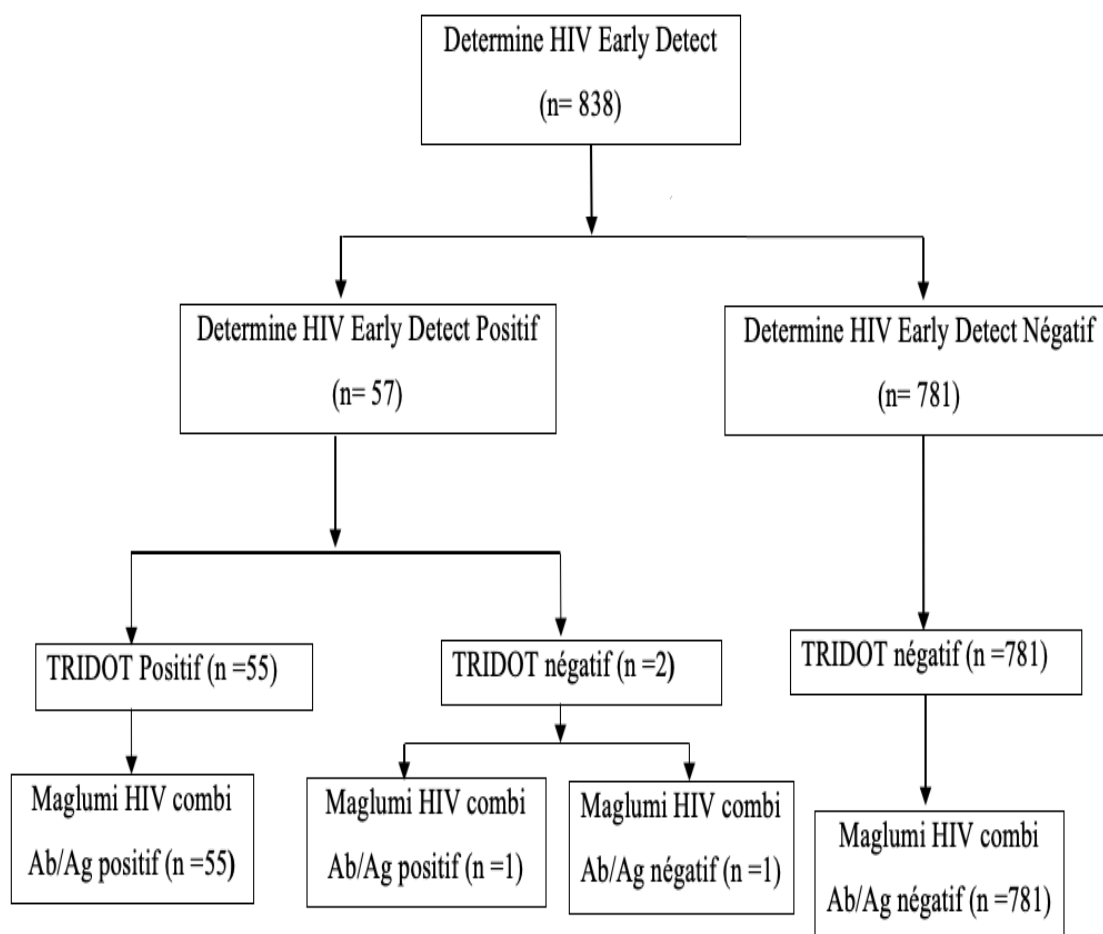 Determine HIV Early Detect
(n= 838)
Determine HIV Early Detect Positif
(n= 57)
Determine HIV Early Detect Négatif
(n= 781)
TRIDOT Positif (n =55)
TRIDOT négatif (n =2)
TRIDOT négatif (n =781)
Maglumi HIV combi
Ab/Ag positif (n =55)
Maglumi HIV combi
Ab/Ag positif (n =1)
Maglumi HIV combi
Ab/Ag négatif (n =1)
Maglumi HIV combi
Ab/Ag négatif (n =781)